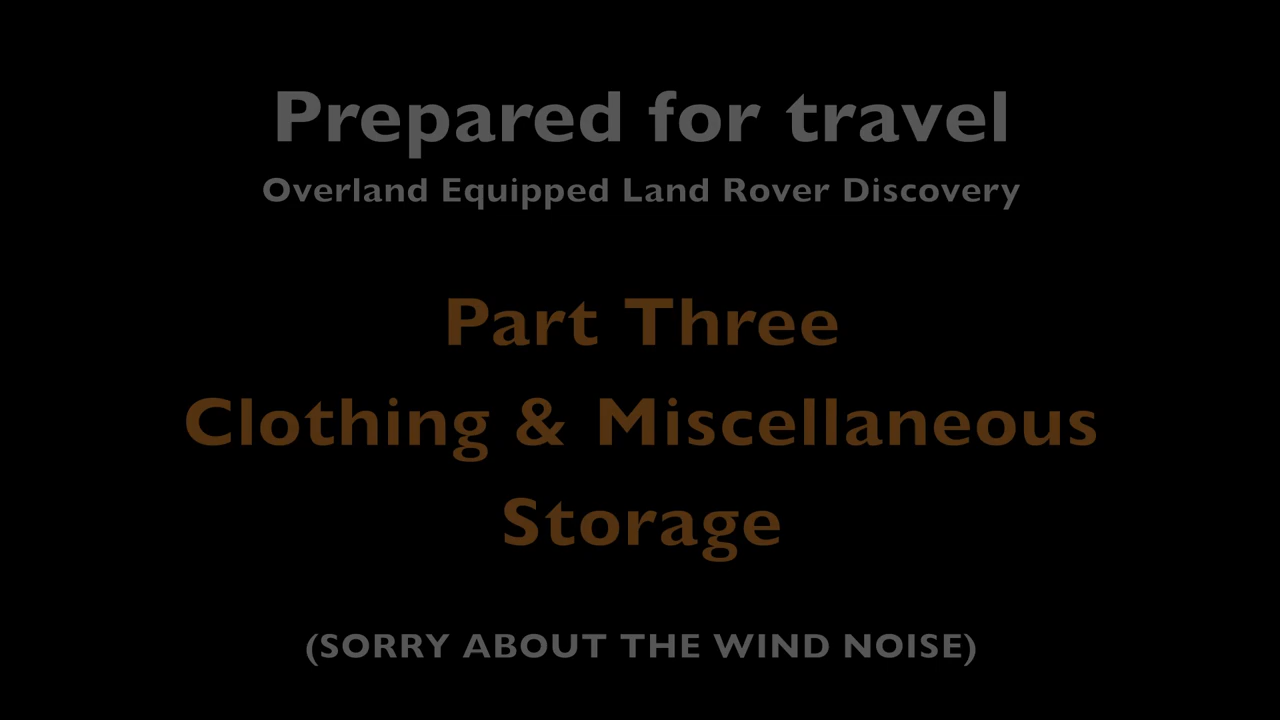 Prepared for travel
Overland Equipped Land Rover Discovery
Part Three
Clothing & Miscellaneous
Storage
(SORRY ABOUT THE WIND NOISE)